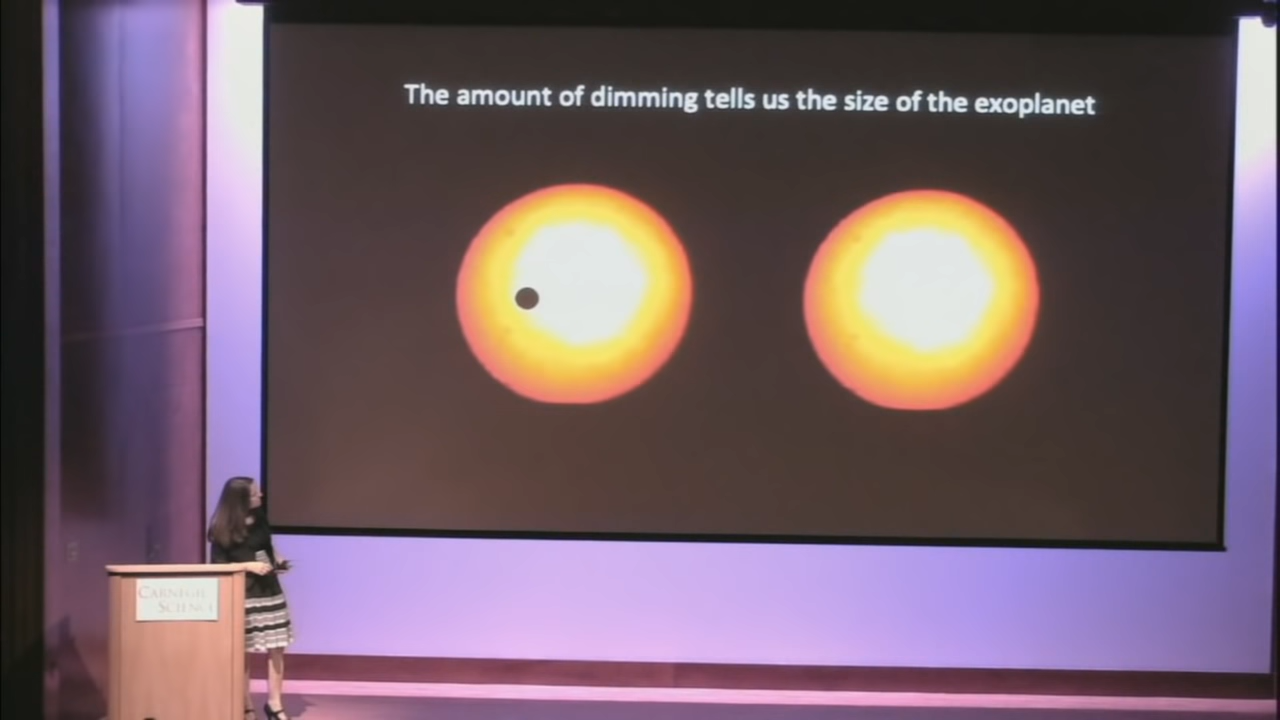 The amount of dimming tells us the size of the exoplanet
CARNEGIE
SCIENCE